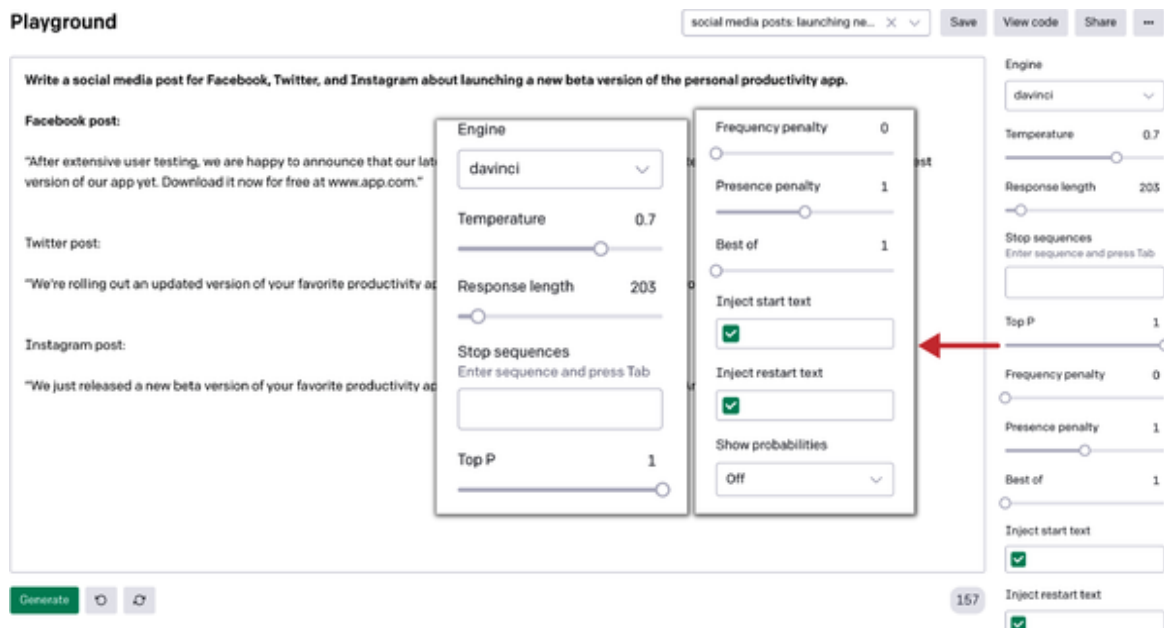 Playground
social media posts: launching ne...
Save
View code
Share
Write a social media post for Facebook, Twitter, and Instagram about launching a new beta version of the personal productivity app.
Facebook post:
“After extensive user testing, we are happy to announce that our late
est
version of our app yet. Download it now for free at www.app.com.”
Twitter post:
“We're rolling out an updated version of your favorite productivity ap
Instagram post:
“We just released a new beta version of your favorite productivity ap
Engine
davinci
Temperature 0.7
Response length 203
Stop sequences
Enter sequence and press Tab
Top P 1
Frequency penalty 0
Presence penalty 1
Best of 1
Inject start text
Inject restart text
Show probabilities
Off
Engine
davinci
Temperature 0.7
Response length 203
Stop sequences
Enter sequence and press Tab
Top P 1
Frequency penalty 0
Presence penalty 1
Best of 1
Inject start text
Inject restart text
Generate
157